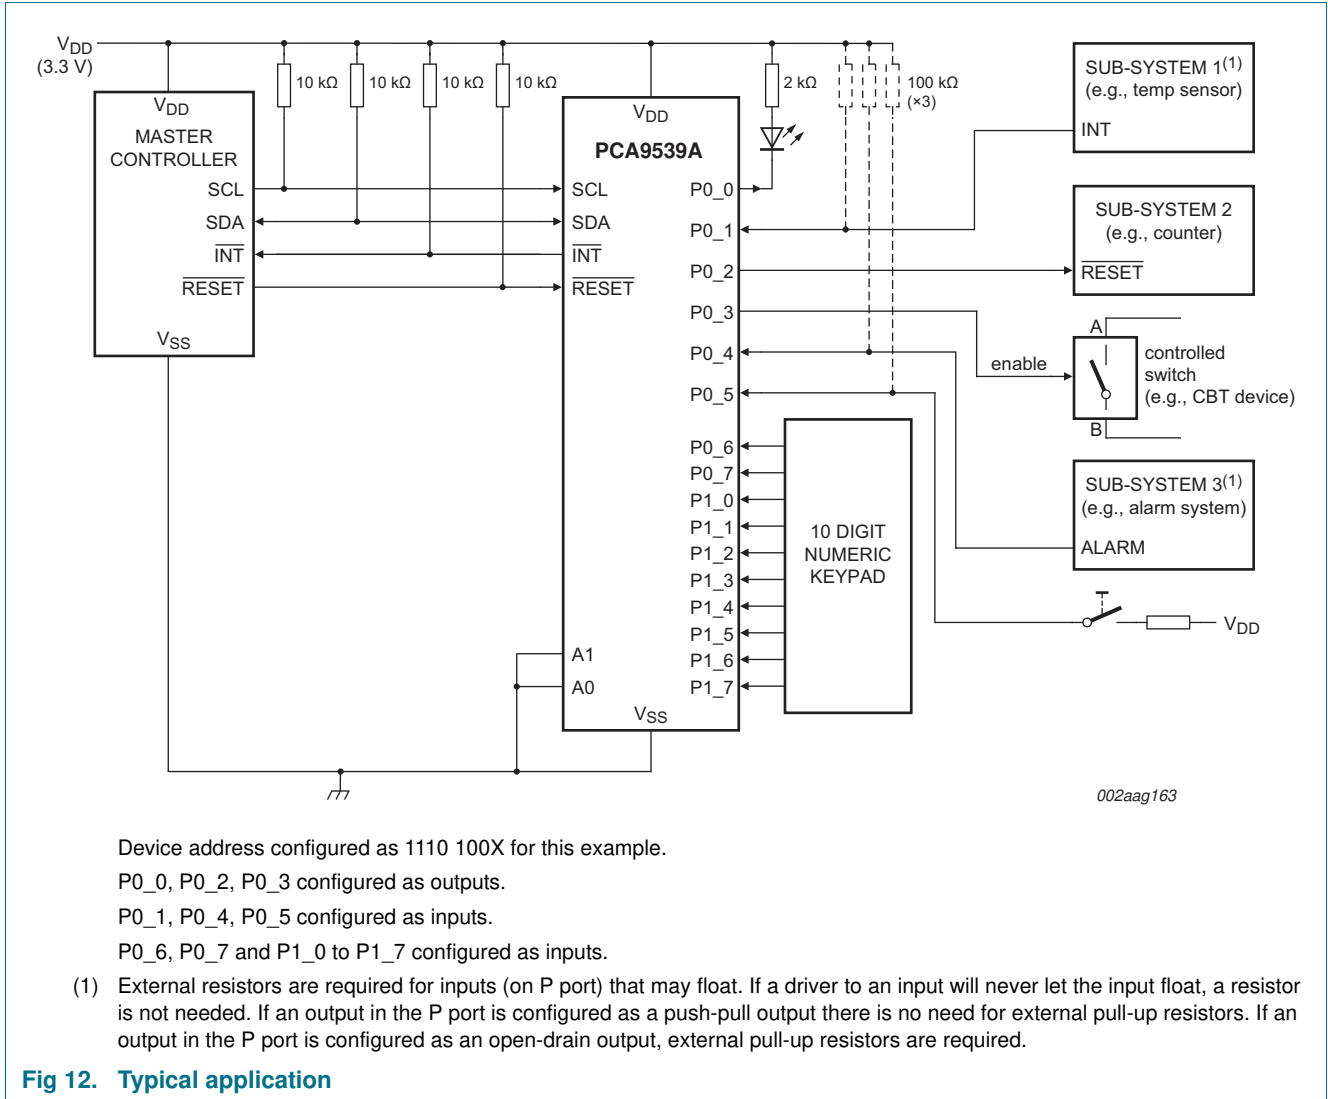 VDD
(3.3 V)
10 kΩ
10 kΩ
10 kΩ
10 kΩ
2 kΩ
100 kΩ
(×3)
VDD
MASTER
CONTROLLER
SCL
SDA
INT
RESET
VSS
VDD
PCA9539A
SCL
SDA
INT
RESET
A1
A0
VSS
P0_0
P0_1
P0_2
P0_3
P0_4
P0_5
P0_6
P0_7
P1_0
P1_1
P1_2
P1_3
P1_4
P1_5
P1_6
P1_7
10 DIGIT
NUMERIC
KEYPAD
SUB-SYSTEM 1(1)
(e.g., temp sensor)
INT
SUB-SYSTEM 2
(e.g., counter)
RESET
enable
A
B
controlled
switch
(e.g., CBT device)
SUB-SYSTEM 3(1)
(e.g., alarm system)
ALARM
VDD
002aag163
Device address configured as 1110 100X for this example.
P0_0, P0_2, P0_3 configured as outputs.
P0_1, P0_4, P0_5 configured as inputs.
P0_6, P0_7 and P1_0 to P1_7 configured as inputs.
(1) External resistors are required for inputs (on P port) that may float. If a driver to an input will never let the input float, a resistor
is not needed. If an output in the P port is configured as a push-pull output there is no need for external pull-up resistors. If an
output in the P port is configured as an open-drain output, external pull-up resistors are required.
Fig 12. Typical application